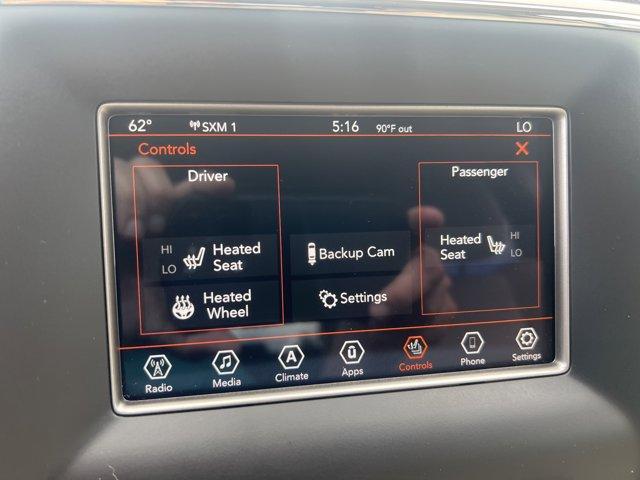 62° SXM 1 5:16 90°F out LO
Controls X
Driver Passenger
HI LO Heated Seat
Backup Cam
Heated Seat HI LO
Heated Wheel
Settings
Radio Media A Climate ū Apps Controls Phone Settings